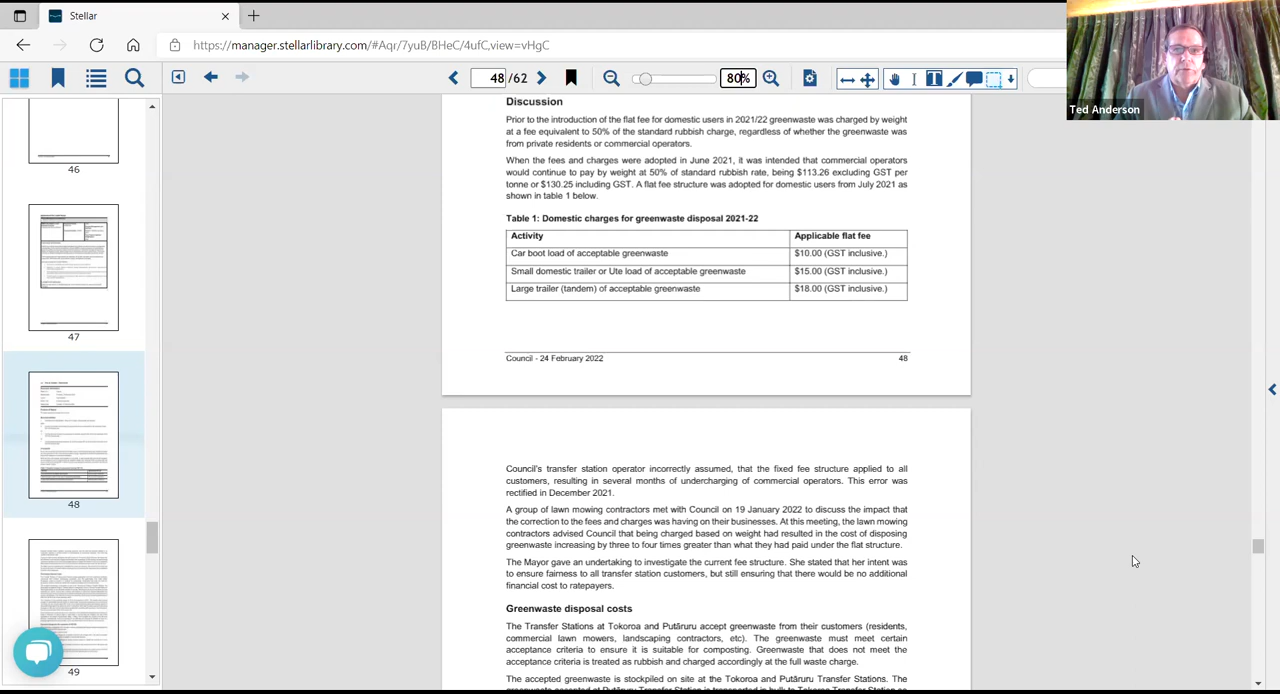 Stellar
https://manager.stellarlibrary.com/#Aqr/7yuB/BHeC/4ufC,view=vHgC
48 /62
80%
Ted Anderson
46
47
48
49
Discussion
Prior to the introduction of the flat fee for domestic users in 2021/22 greenwaste was charged by weight
at a fee equivalent to 50% of the standard rubbish charge, regardless of whether the greenwaste was
from private residents or commercial operators.
When the fees and charges were adopted in June 2021, it was intended that commercial operators
would continue to pay by weight at 50% of standard rubbish rate, being $113.26 excluding GST per
tonne or $130.25 including GST. A flat fee structure was adopted for domestic users from July 2021 as
shown in table 1 below.
Table 1: Domestic charges for greenwaste disposal 2021-22
Activity Applicable flat fee
Car boot load of acceptable greenwaste $10.00 (GST inclusive.)
Small domestic trailer or Ute load of acceptable greenwaste $15.00 (GST inclusive.)
Large trailer (tandem) of acceptable greenwaste $18.00 (GST inclusive.)
Council - 24 February 2022 48
Council's transfer station operator incorrectly assumed, that the fixed fee structure applied to all
customers, resulting in several months of undercharging of commercial operators. This error was
rectified in December 2021.
A group of lawn mowing contractors met with Council on 19 January 2022 to discuss the impact that
the correction to the fees and charges was having on their businesses. At this meeting, the lawn mowing
contractors advised Council that being charged based on weight had resulted in the cost of disposing
greenwaste increasing by three to four times greater than what they had paid under the flat structure.
The Mayor gave an undertaking to investigate the current fee structure. She stated that her intent was
to ensure fairness to all transfer station customers, but still ensuring that there would be no additional
financial cost to ratepayers.
Greenwaste disposal costs
The Transfer Stations at Tokoroa and Putāruru accept greenwaste from their customers (residents,
commercial lawn mowers, landscaping contractors, etc). The greenwaste must meet certain
acceptance criteria to ensure it is suitable for composting. Greenwaste that does not meet the
acceptance criteria is treated as rubbish and charged accordingly at the full waste charge.
The accepted greenwaste is stockpiled on site at the Tokoroa and Putāruru Transfer Stations. The
greenwaste accepted at Putāruru Transfer Station is transported in bulk to Tokoroa Transfer Station as